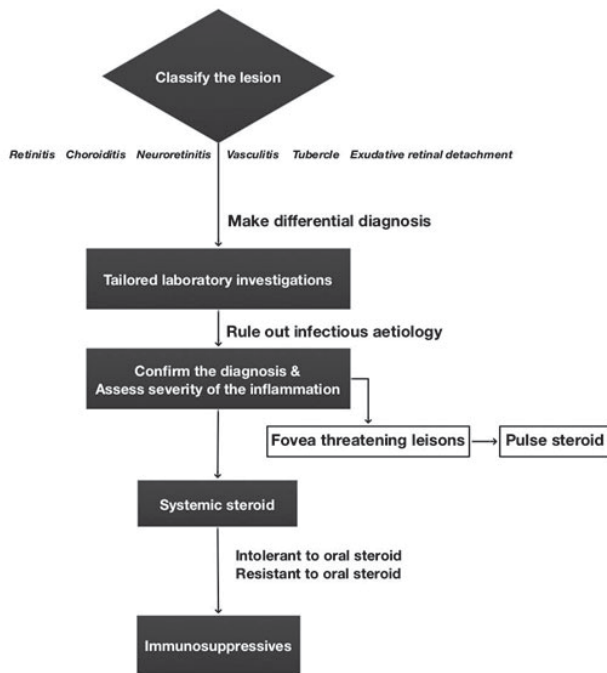 Classify the lesion
Retinitis Choroiditis Neuroretinitis Vasculitis Tubercle Exudative retinal detachment
Make differential diagnosis
Tailored laboratory investigations
Rule out infectious aetiology
Confirm the diagnosis &
Assess severity of the inflammation
Fovea threatening leisons
Pulse steroid
Systemic steroid
Intolerant to oral steroid
Resistant to oral steroid
Immunosuppressives